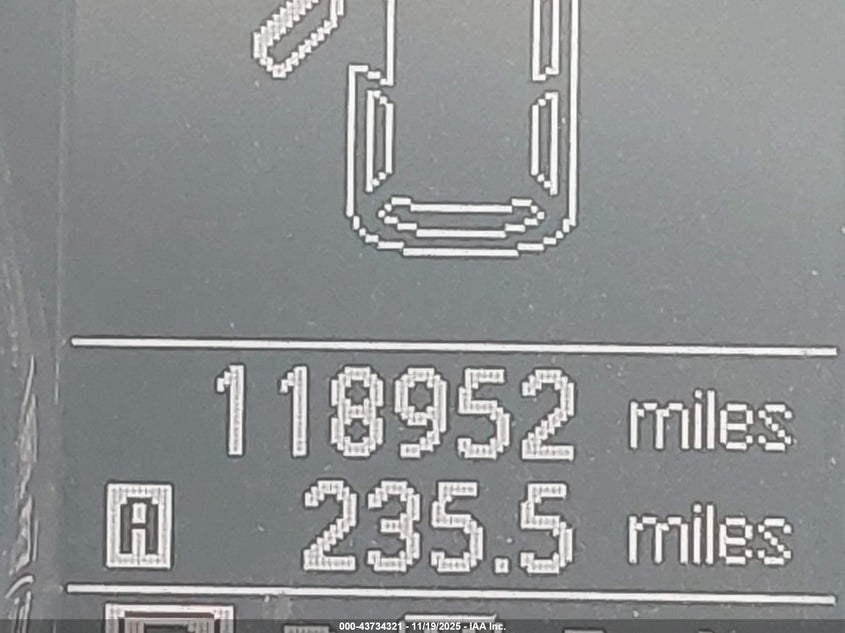 118952 miles
A 235.5 miles
000-43734321 - 11/19/2025 - IAA Inc.